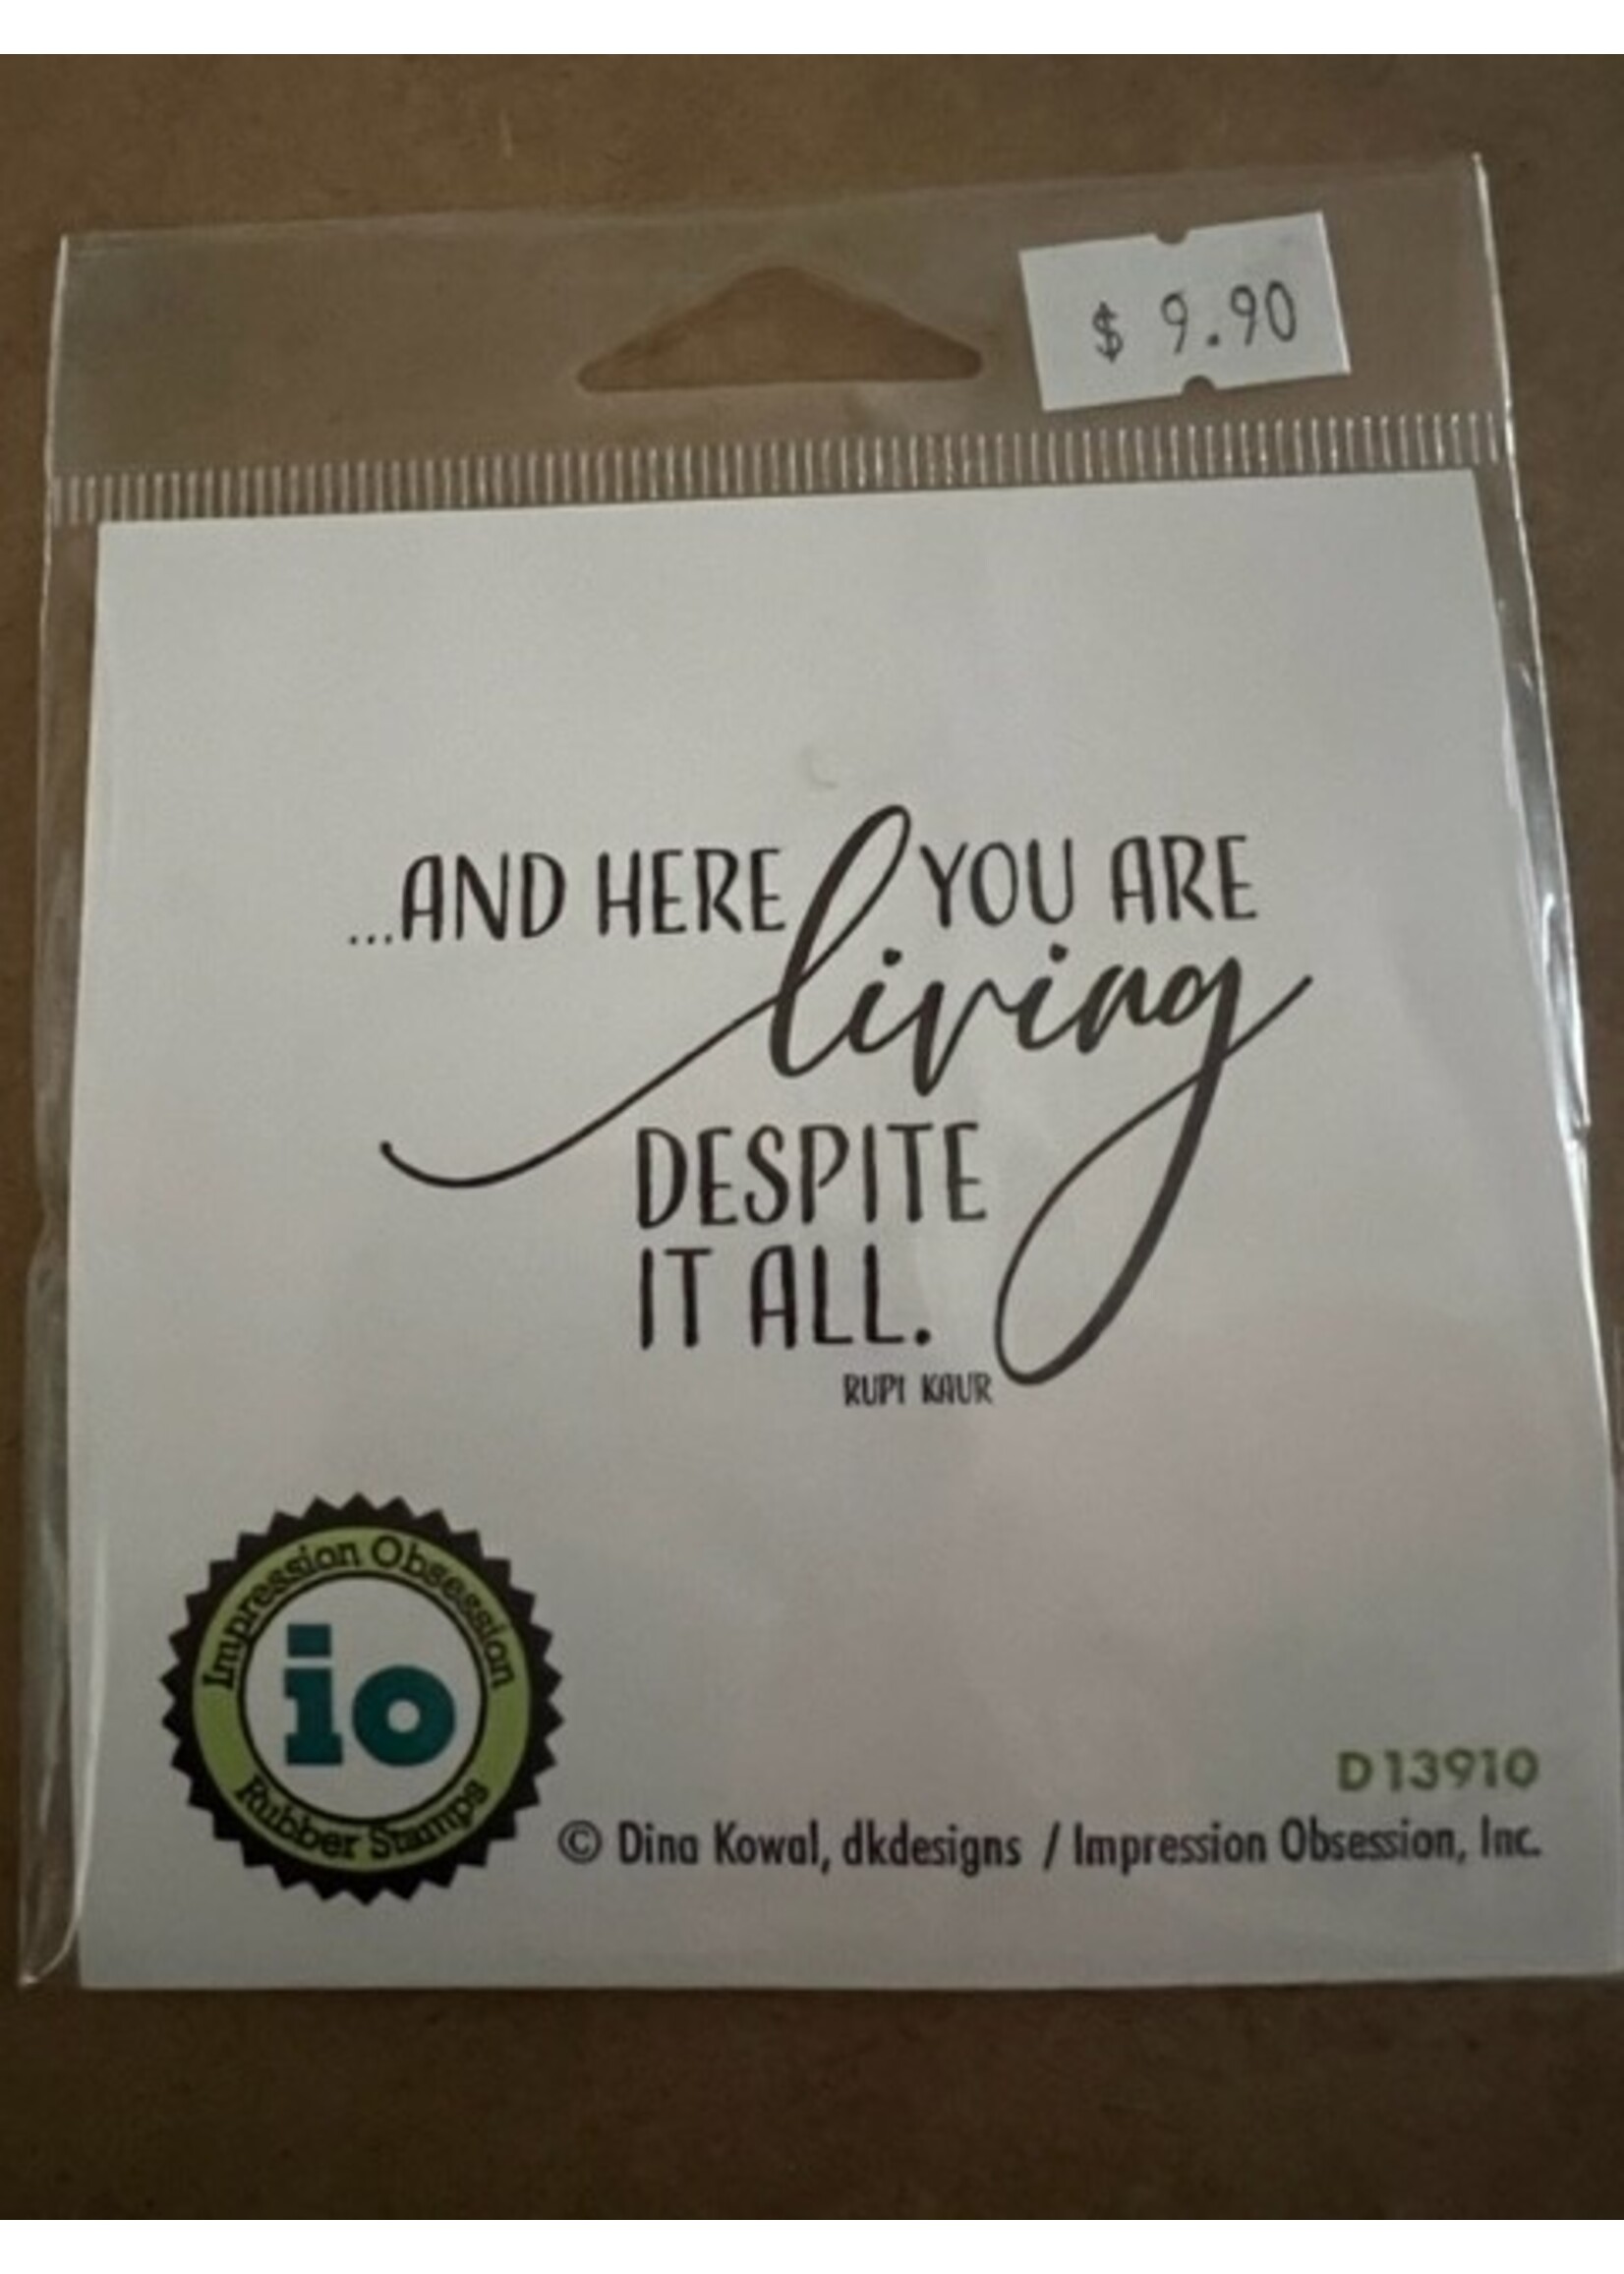 $ 9.90
...AND HERE YOU ARE
living
DESPITE
IT ALL.
RUPI KAUR
Impression Obsession
io
Rubber Stamps
D13910
© Dina Kowal, dkdesigns / Impression Obsession, Inc.